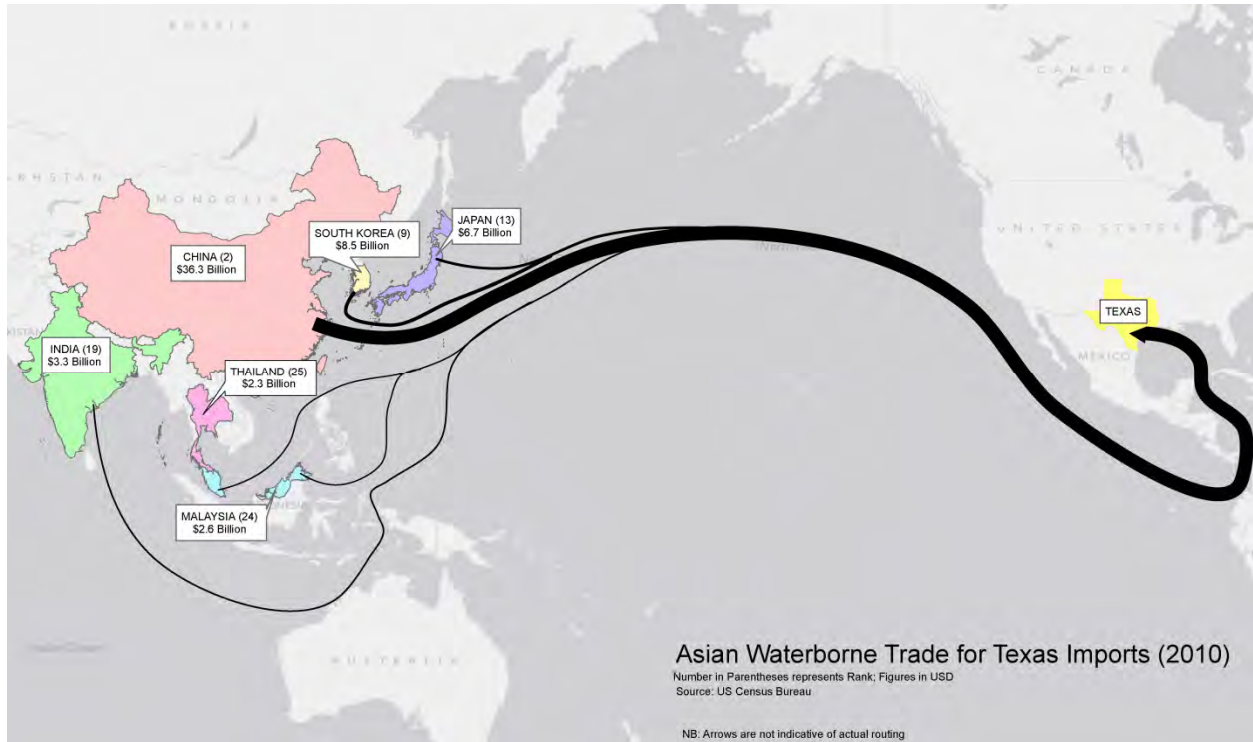 RUSSIA
CANADA
MONGOLIA
JAPAN (13)
$6.7 Billion
SOUTH KOREA (9)
$8.5 Billion
UNITED STATES
CHINA (2)
$36.3 Billion
TEXAS
INDIA (19)
$3.3 Billion
MÉXICO
THAILAND (25)
$2.3 Billion
MALAYSIA (24)
$2.6 Billion
AUSTRALIA
Asian Waterborne Trade for Texas Imports (2010)
Number in Parentheses represents Rank; Figures in USD
Source: US Census Bureau
NB: Arrows are not indicative of actual routing